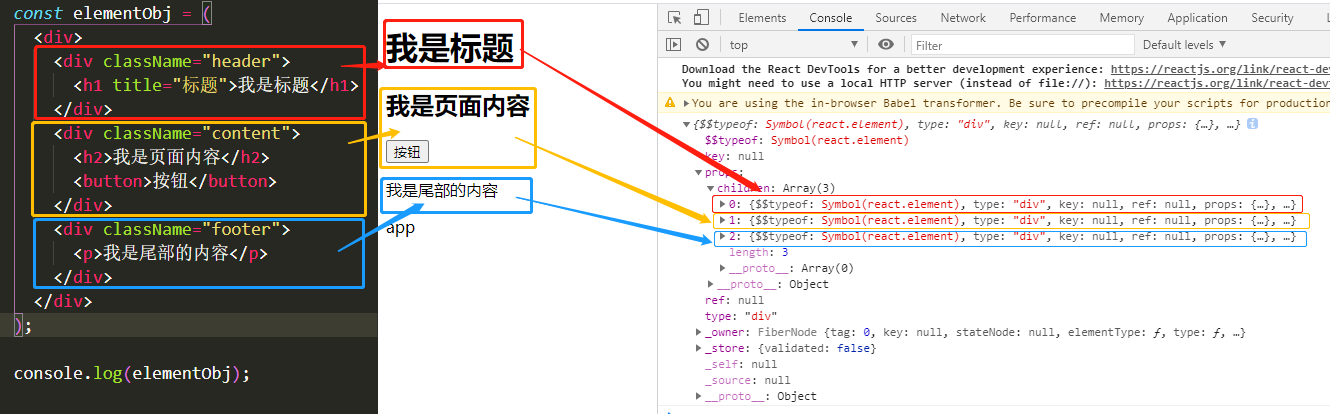 const elementObj = (
<div>
<div className="header">
<h1 title="标题">我是标题</h1>
</div>
<div className="content">
<h2>我是页面内容</h2>
<button>按钮</button>
</div>
<div className="footer">
<p>我是尾部的内容</p>
</div>
</div>
);
console.log(elementObj);
我是标题
我是页面内容
按钮
我是尾部的内容
app
Elements Console Sources Network Performance Memory Application Security
top Filter Default levels ▼
Download the React DevTools for a better development experience: https://reactjs.org/link/react-dev
You might need to use a local HTTP server (instead of file://): https://reactjs.org/link/react-dev
▶You are using the in-browser Babel transformer. Be sure to precompile your scripts for production
▼{$$typeof: Symbol(react.element), type: "div", key: null, ref: null, props: {…}, …}
$$typeof: Symbol(react.element)
key: null
▼props:
▼children: Array(3)
▶0: {$$typeof: Symbol(react.element), type: "div", key: null, ref: null, props: {…}, …}
▶1: {$$typeof: Symbol(react.element), type: "div", key: null, ref: null, props: {…}, …}
▶2: {$$typeof: Symbol(react.element), type: "div", key: null, ref: null, props: {…}, …}
length: 3
▶__proto__: Array(0)
▶__proto__: Object
ref: null
type: "div"
▶_owner: FiberNode {tag: 0, key: null, stateNode: null, elementType: ƒ, type: ƒ, …}
▶_store: {validated: false}
_self: null
_source: null
▶__proto__: Object